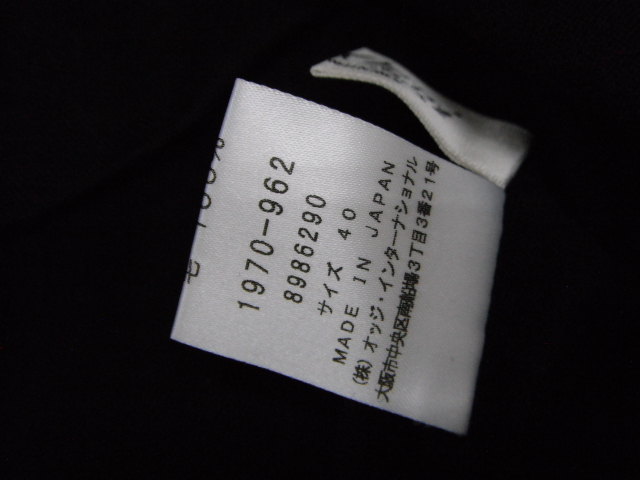 毛 100%
1970-962
8986290
サイズ 40
MADE IN JAPAN
(株)オッジ・インターナショナル
大阪市中央区南船場3丁目3番21号